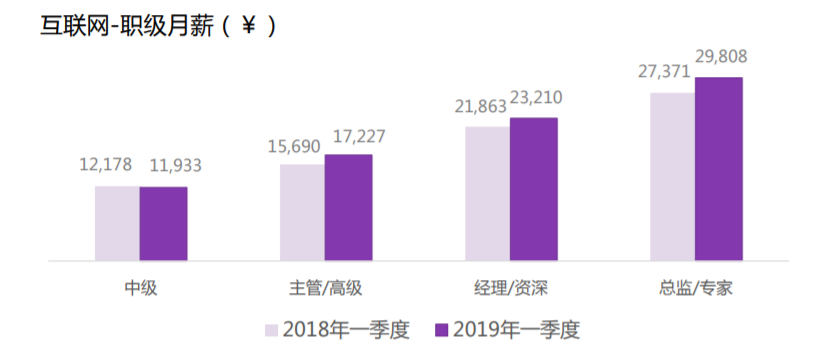 互联网-职级月薪（￥）
12,178 11,933 15,690 17,227 21,863 23,210 27,371 29,808
中级 主管/高级 经理/资深 总监/专家
2018年一季度 2019年一季度